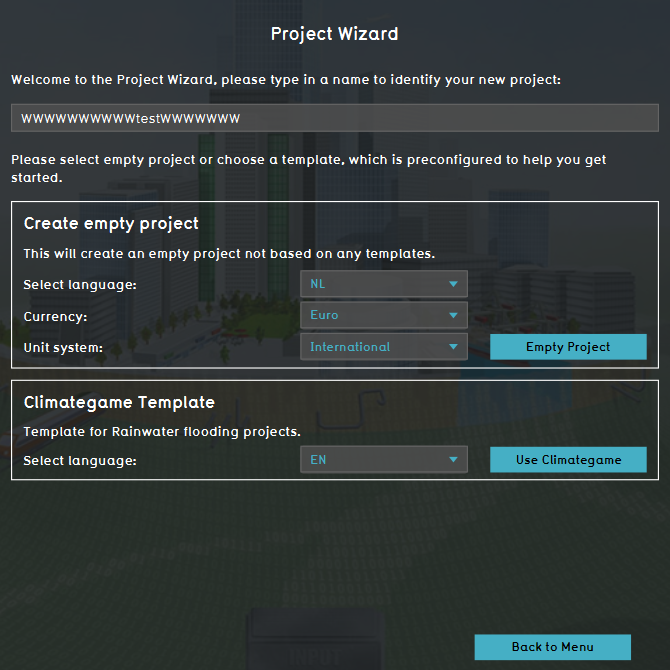 Project Wizard
Welcome to the Project Wizard, please type in a name to identify your new project:
WWWWWWWWWWtestWWWWWWW
Please select empty project or choose a template, which is preconfigured to help you get
started.
Create empty project
This will create an empty project not based on any templates.
Select language: NL
Currency: Euro
Unit system: International Empty Project
Climategame Template
Template for Rainwater flooding projects.
Select language: EN Use Climategame
Back to Menu